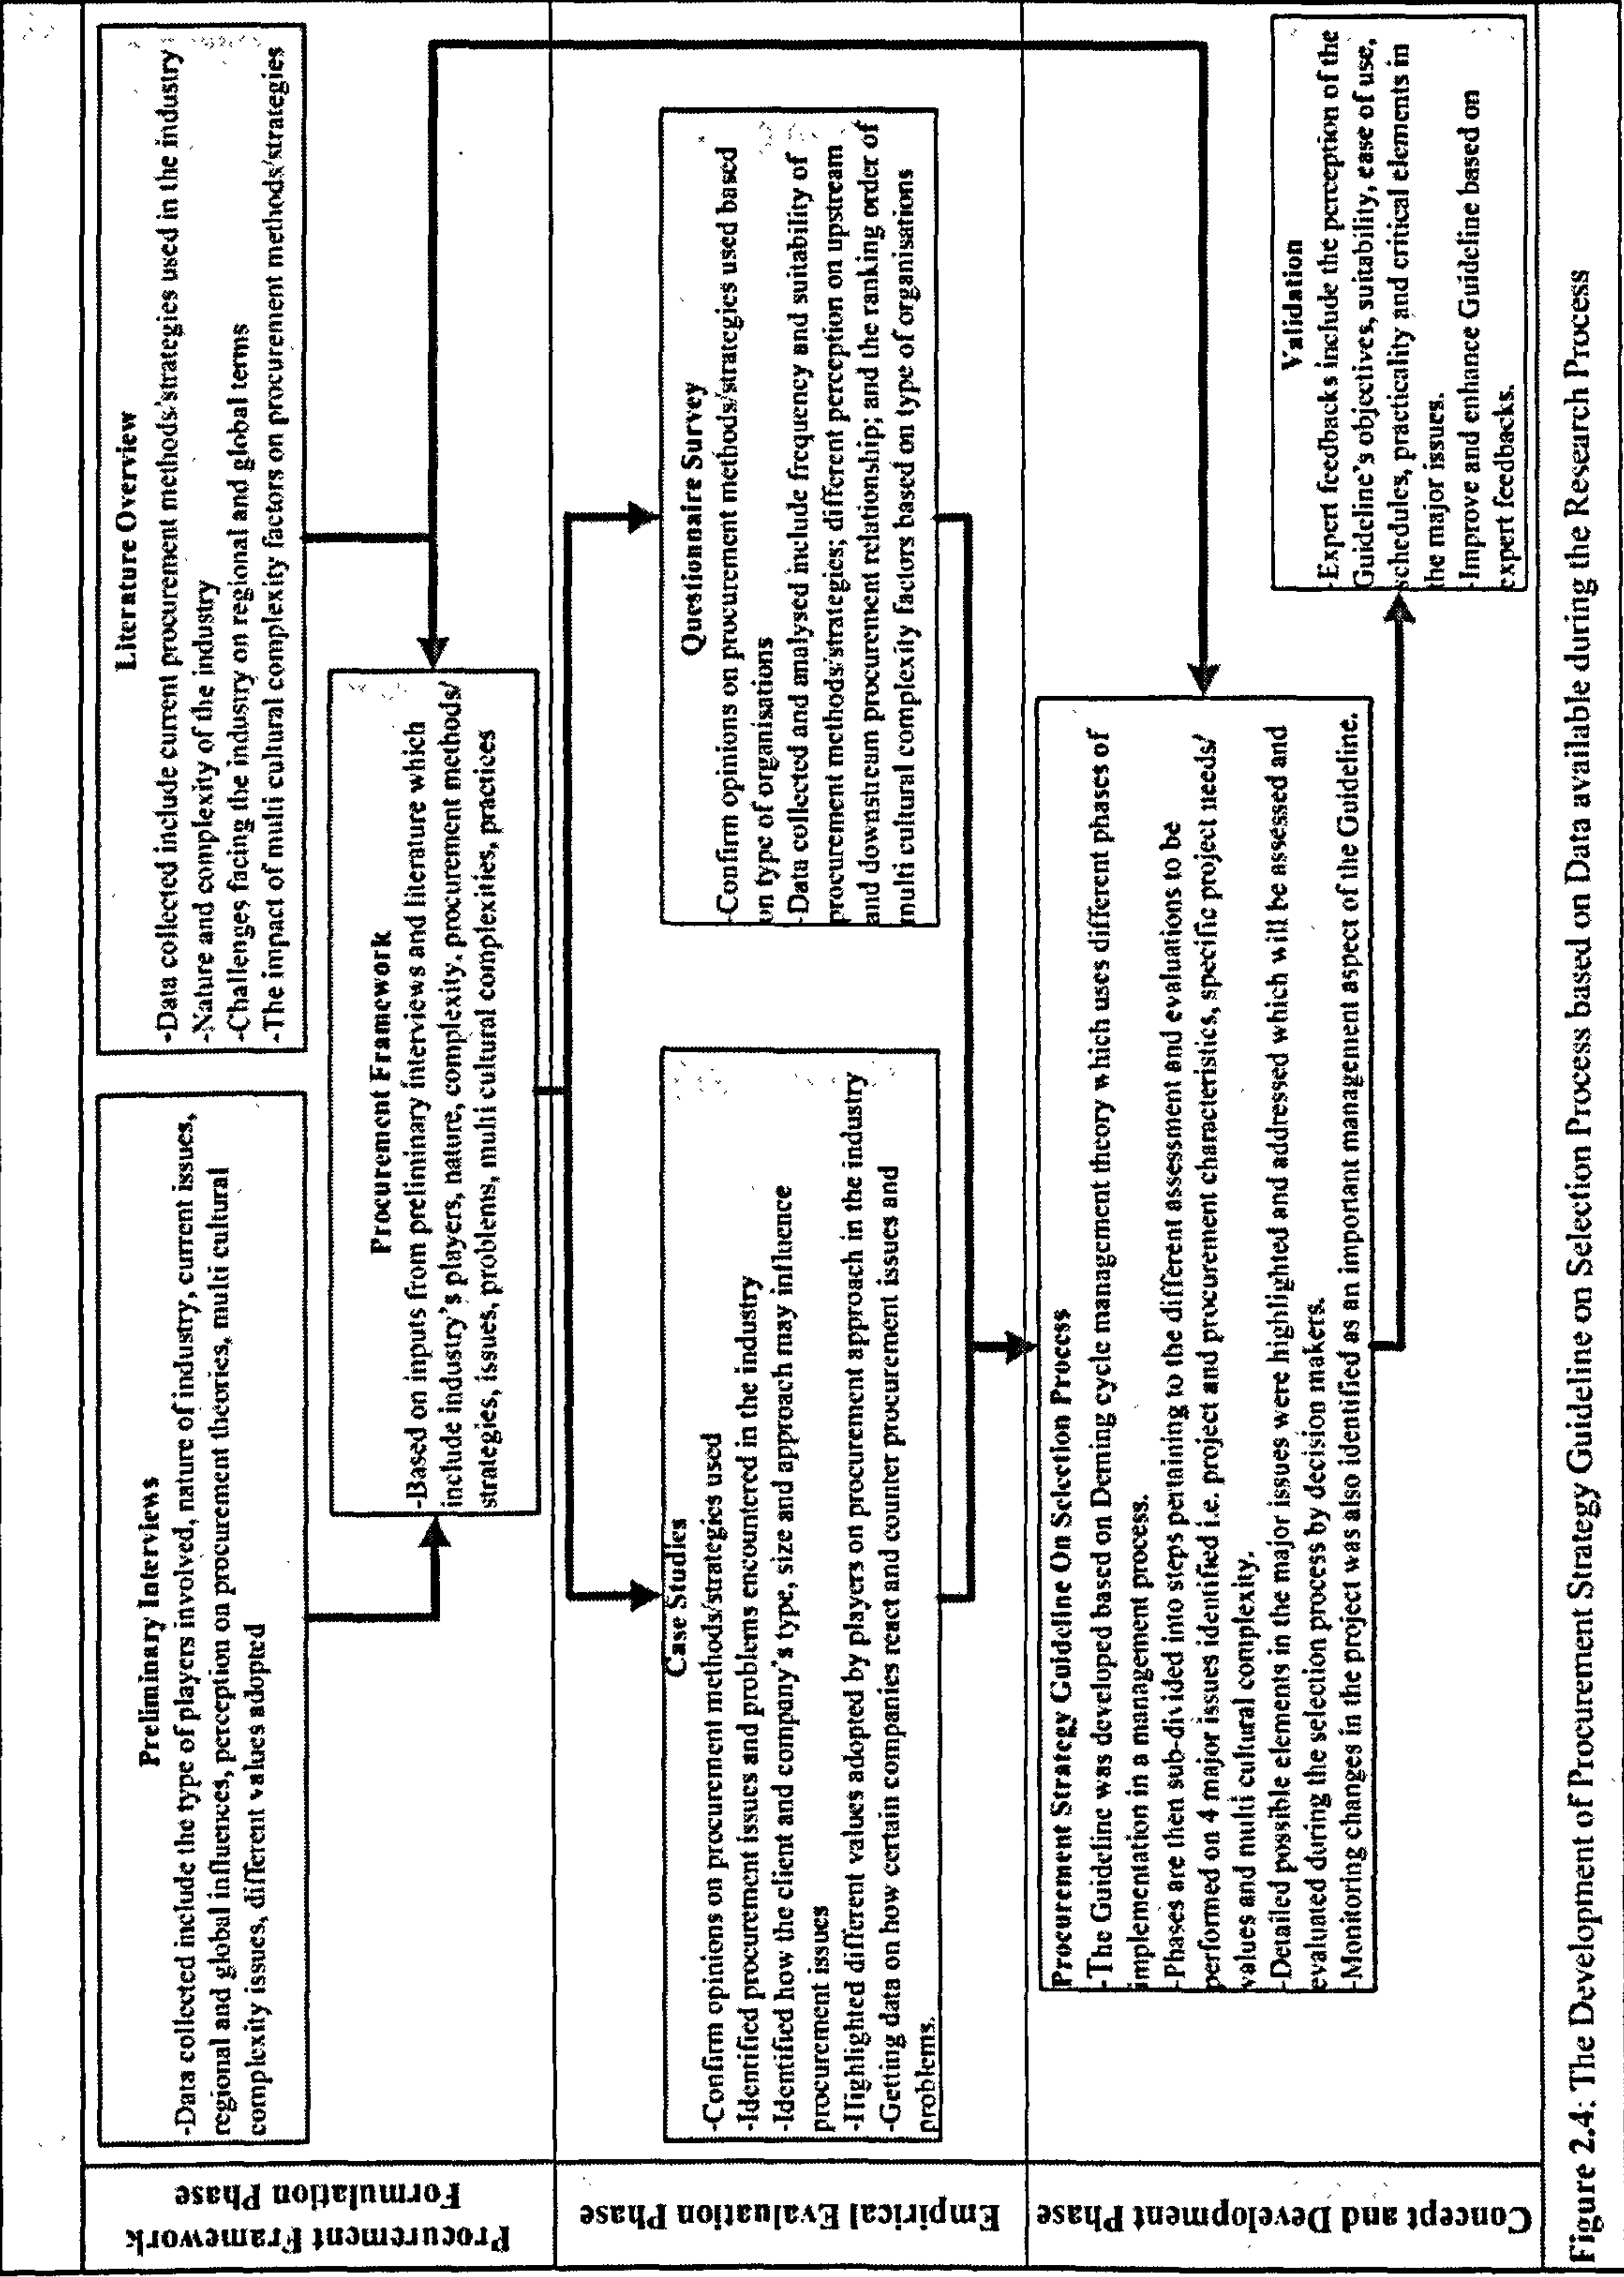 Procurement Framework
Formulation Phase
Preliminary Interviews
-Data collected include the type of players involved, nature of industry, current issues,
regional and global influences, perception on procurement theories, multi cultural
complexity issues, different values adopted
Literature Overview
-Data collected include current procurement methods/strategies used in the industry
-Nature and complexity of the industry
-Challenges facing the industry on regional and global terms
-The impact of multi cultural complexity factors on procurement methods/strategies
Procurement Framework
-Based on inputs from preliminary interviews and literature which
include industry's players, nature, complexity, procurement methods/
strategies, issues, problems, multi cultural complexities, practices
Empirical Evaluation Phase
Case Studies
-Confirm opinions on procurement methods/strategies used
-Identified procurement issues and problems encountered in the industry
-Identified how the client and company's type, size and approach may influence
procurement issues
-Highlighted different values adopted by players on procurement approach in the industry
-Getting data on how certain companies react and counter procurement issues and
problems.
Questionnaire Survey
-Confirm opinions on procurement methods/strategies used based
on type of organisations
-Data collected and analysed include frequency and suitability of
procurement methods/strategies; different perception on upstream
and downstream procurement relationship; and the ranking order of
multi cultural complexity factors based on type of organisations
Concept and Development Phase
Procurement Strategy Guideline On Selection Process
-The Guideline was developed based on Deming cycle management theory which uses different phases of
implementation in a management process.
-Phases are then sub-divided into steps pertaining to the different assessment and evaluations to be
performed on 4 major issues identified i.e. project and procurement characteristics, specific project needs/
values and multi cultural complexity.
-Detailed possible elements in the major issues were highlighted and addressed which will be assessed and
evaluated during the selection process by decision makers.
-Monitoring changes in the project was also identified as an important management aspect of the Guideline.
Validation
-Expert feedbacks include the perception of the
Guideline's objectives, suitability, ease of use,
schedules, practicality and critical elements in
the major issues.
-Improve and enhance Guideline based on
expert feedbacks.
Figure 2.4: The Development of Procurement Strategy Guideline on Selection Process based on Data available during the Research Process